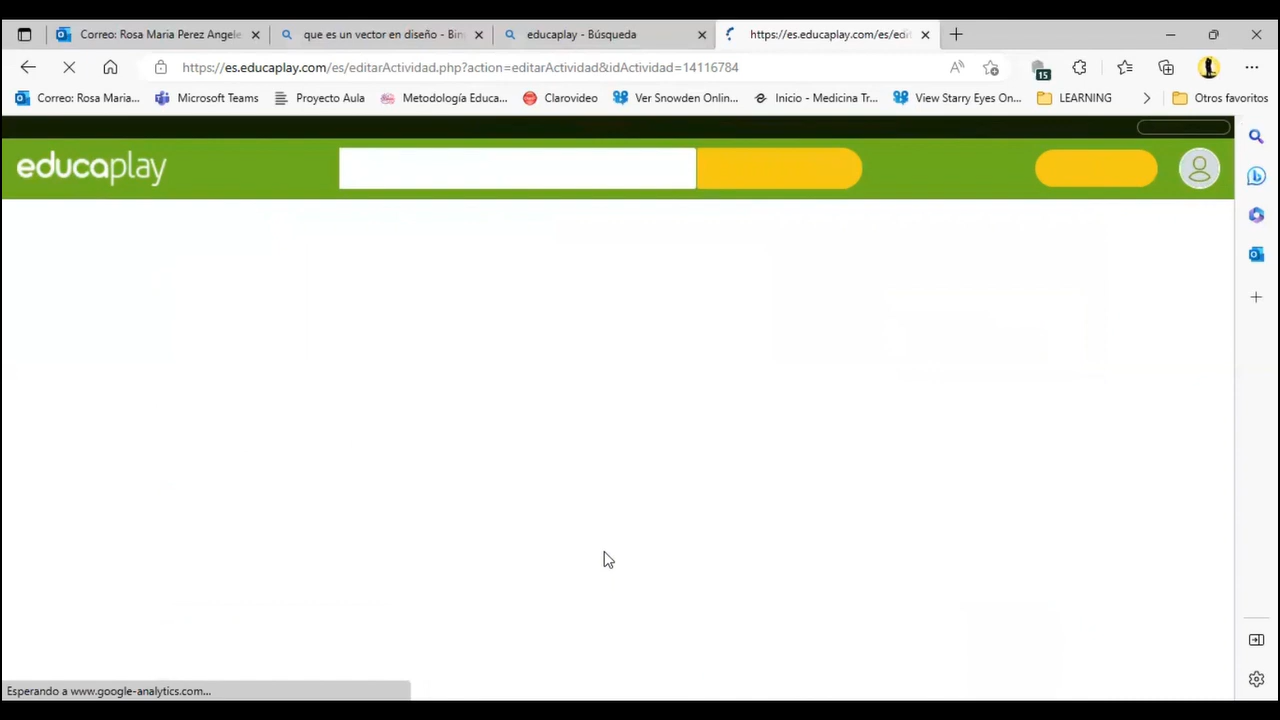 Correo: Rosa Maria Perez Angele
que es un vector en diseño - Bin
educaplay - Búsqueda
https://es.educaplay.com/es/edi
https://es.educaplay.com/es/editarActividad.php?action=editarActividad&idActividad=14116784
15
Correo: Rosa Maria...
Microsoft Teams
Proyecto Aula
Metodología Educa...
Clarovideo
Ver Snowden Onlin...
Inicio - Medicina Tr...
View Starry Eyes On...
LEARNING
Otros favoritos
educaplay
Esperando a www.google-analytics.com...